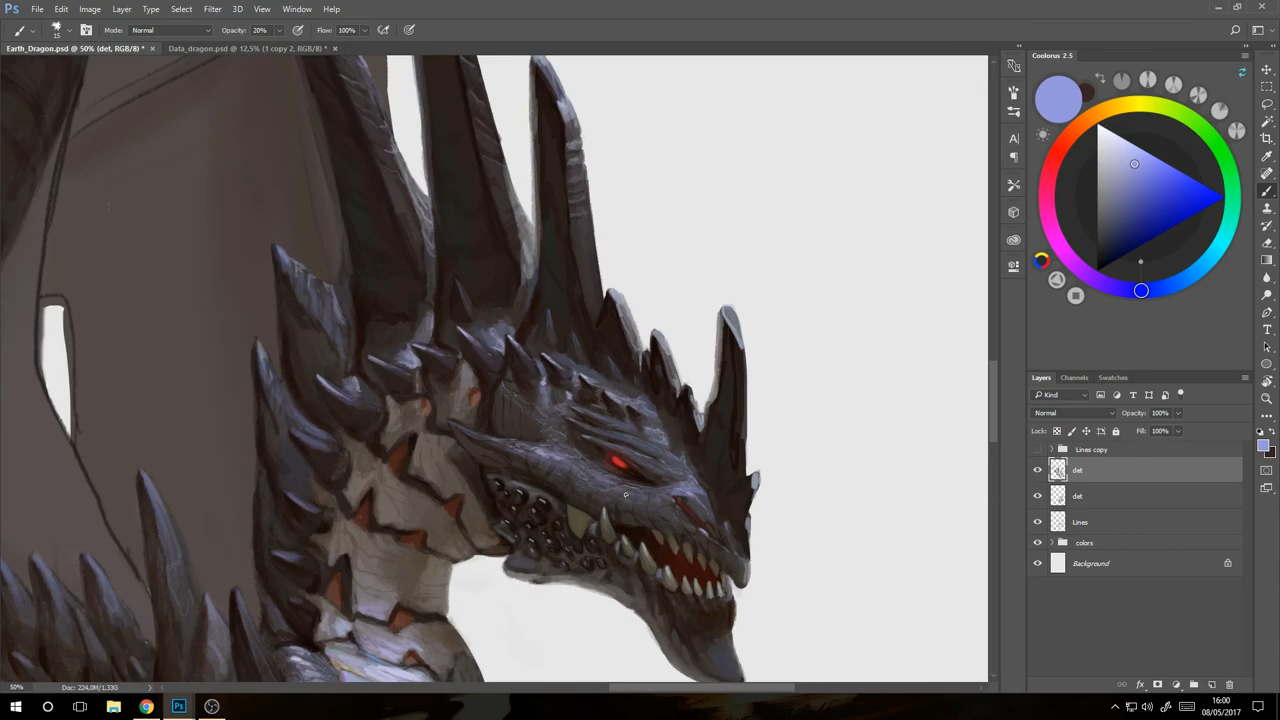 Ps File Edit Image Layer Type Select Filter 3D View Window Help
15 Mode: Normal Opacity: 20% Flow: 100%
Earth_Dragon.psd @ 50% (det, RGB/8) * × Data_dragon.psd @ 12,5% (1 copy 2, RGB/8) * ×
Coolorus 2.5
Layers Channels Swatches
Kind
Normal Opacity: 100%
Lock: Fill: 100%
Lines copy
det
det
Lines
colors
Background
50% Doc: 224,0M/1,33G
Ps
16:00
08/05/2017